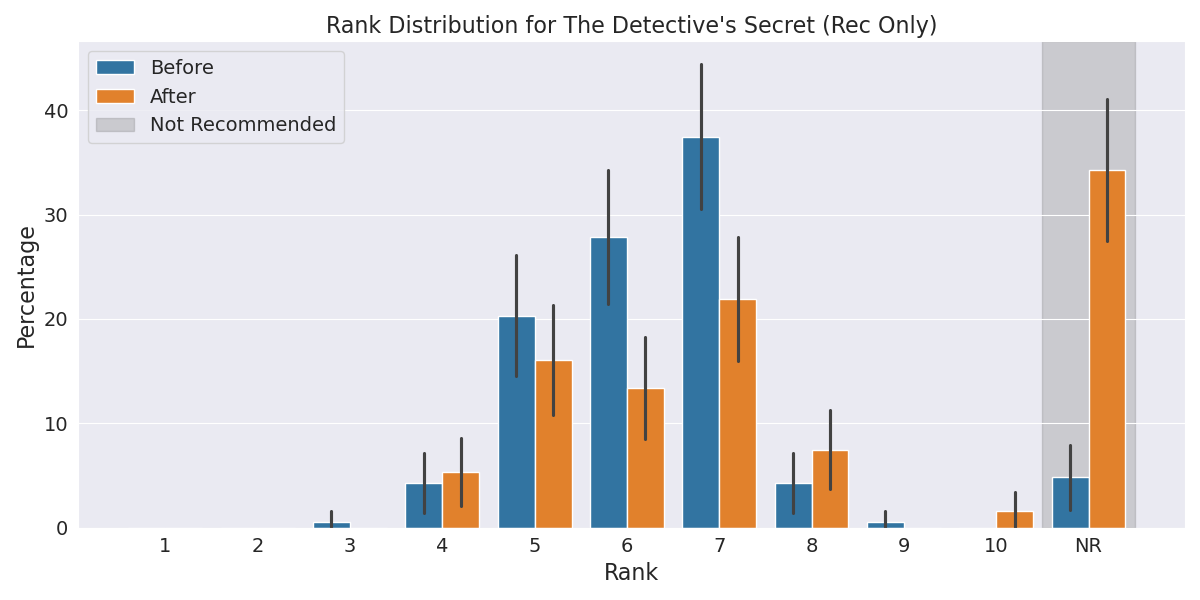 Rank Distribution for The Detective's Secret (Rec Only)
Before
After
Not Recommended
Percentage
40
30
20
10
0
1 2 3 4 5 6 7 8 9 10 NR
Rank